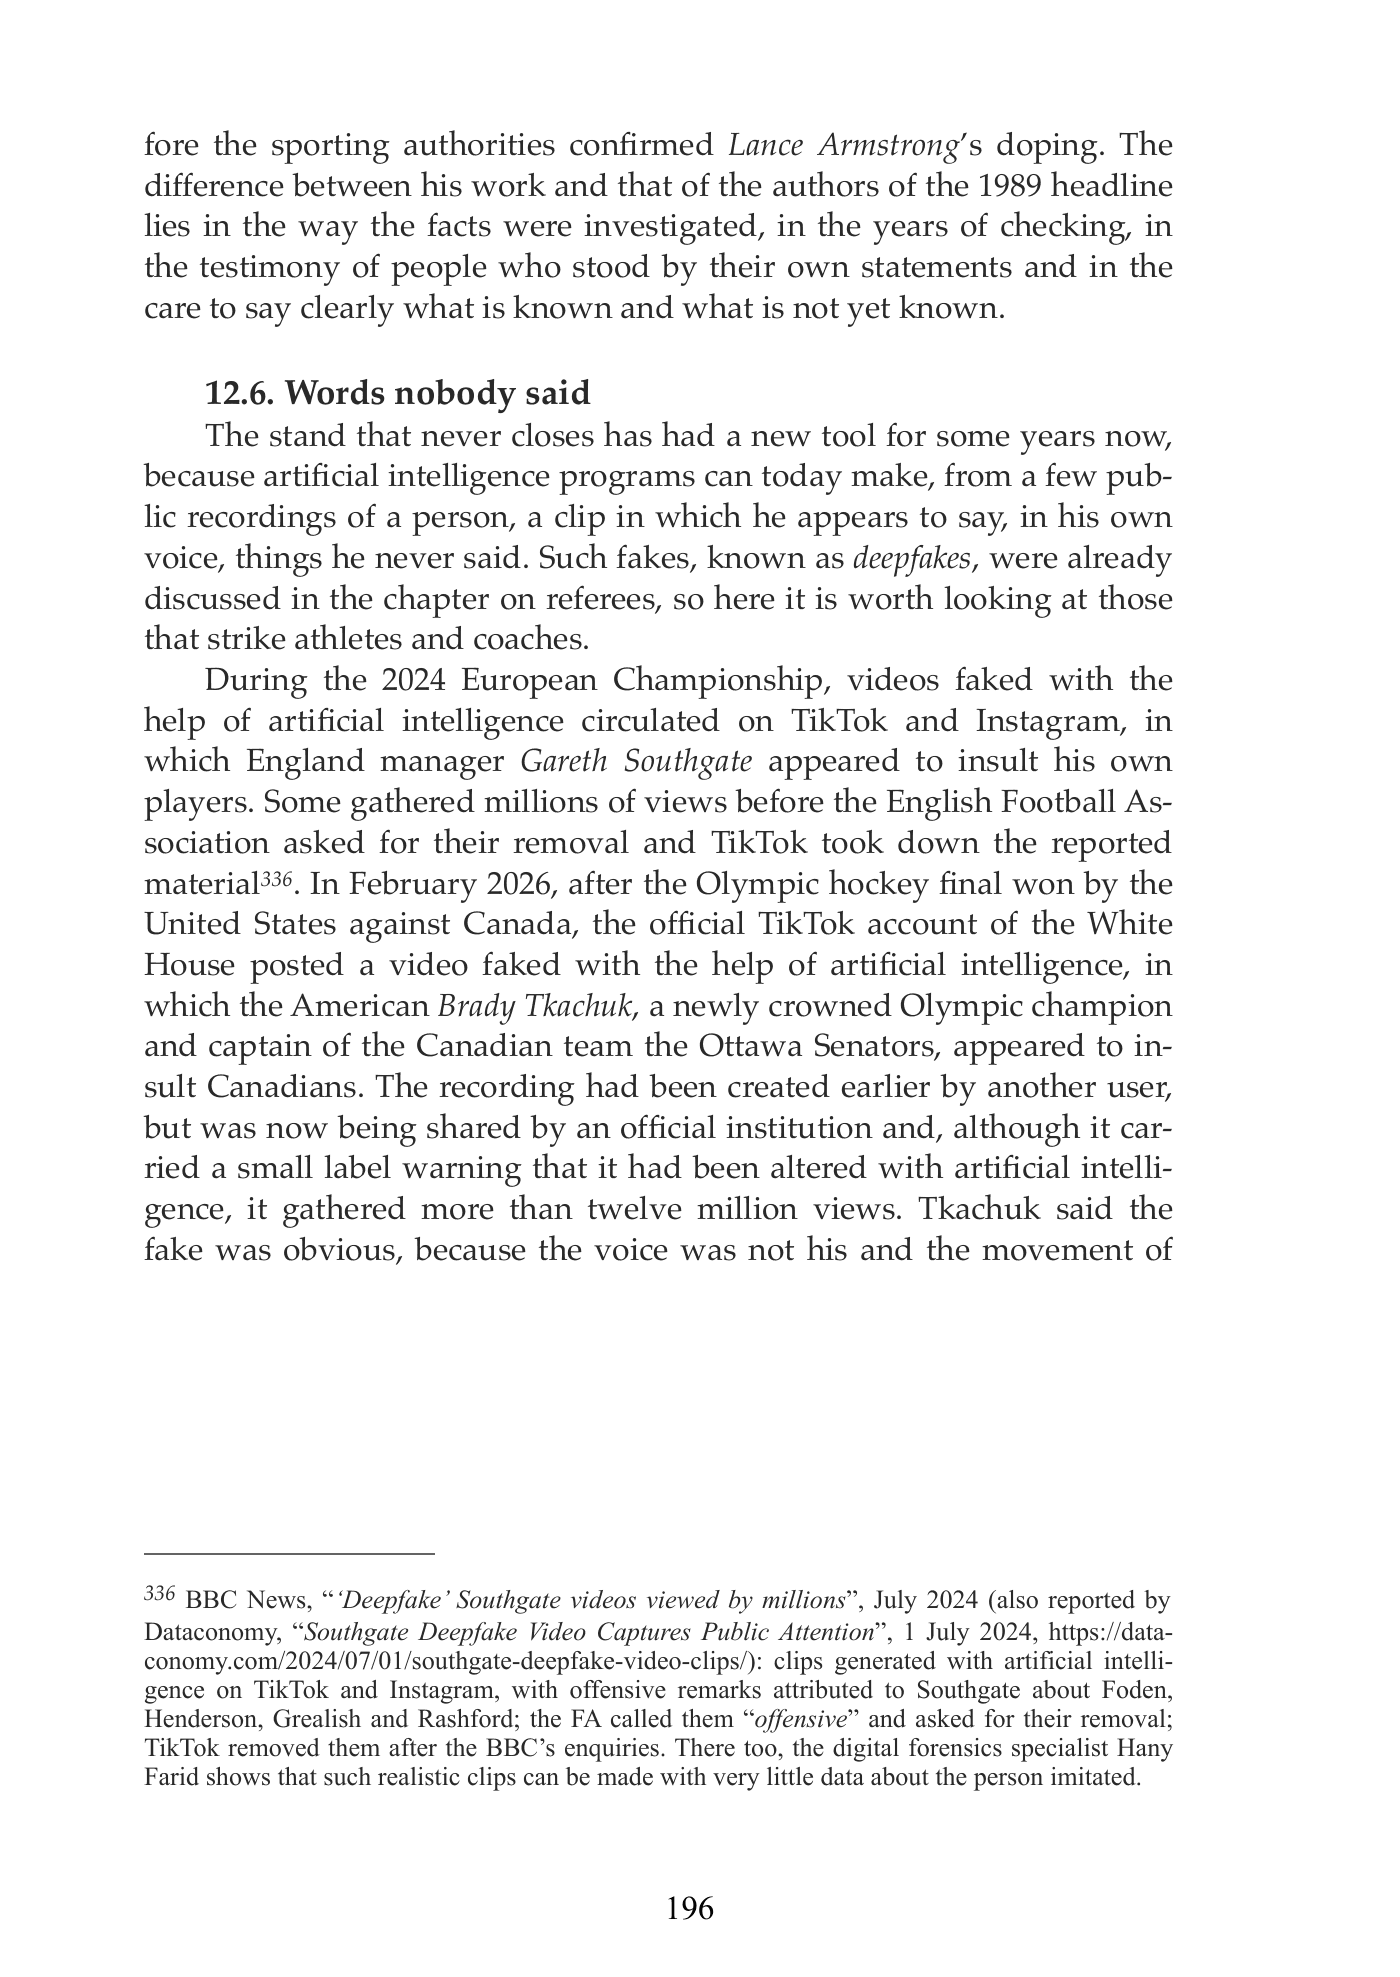 fore the sporting authorities confirmed Lance Armstrong’s doping. The
difference between his work and that of the authors of the 1989 headline
lies in the way the facts were investigated, in the years of checking, in
the testimony of people who stood by their own statements and in the
care to say clearly what is known and what is not yet known.
12.6. Words nobody said
The stand that never closes has had a new tool for some years now,
because artificial intelligence programs can today make, from a few pub-
lic recordings of a person, a clip in which he appears to say, in his own
voice, things he never said. Such fakes, known as deepfakes, were already
discussed in the chapter on referees, so here it is worth looking at those
that strike athletes and coaches.
During the 2024 European Championship, videos faked with the
help of artificial intelligence circulated on TikTok and Instagram, in
which England manager Gareth Southgate appeared to insult his own
players. Some gathered millions of views before the English Football As-
sociation asked for their removal and TikTok took down the reported
material336. In February 2026, after the Olympic hockey final won by the
United States against Canada, the official TikTok account of the White
House posted a video faked with the help of artificial intelligence, in
which the American Brady Tkachuk, a newly crowned Olympic champion
and captain of the Canadian team the Ottawa Senators, appeared to in-
sult Canadians. The recording had been created earlier by another user,
but was now being shared by an official institution and, although it car-
ried a small label warning that it had been altered with artificial intelli-
gence, it gathered more than twelve million views. Tkachuk said the
fake was obvious, because the voice was not his and the movement of
336 BBC News, “‘Deepfake’ Southgate videos viewed by millions”, July 2024 (also reported by
Dataconomy, “Southgate Deepfake Video Captures Public Attention”, 1 July 2024, https://data-
conomy.com/2024/07/01/southgate-deepfake-video-clips/): clips generated with artificial intelli-
gence on TikTok and Instagram, with offensive remarks attributed to Southgate about Foden,
Henderson, Grealish and Rashford; the FA called them “offensive” and asked for their removal;
TikTok removed them after the BBC’s enquiries. There too, the digital forensics specialist Hany
Farid shows that such realistic clips can be made with very little data about the person imitated.
196